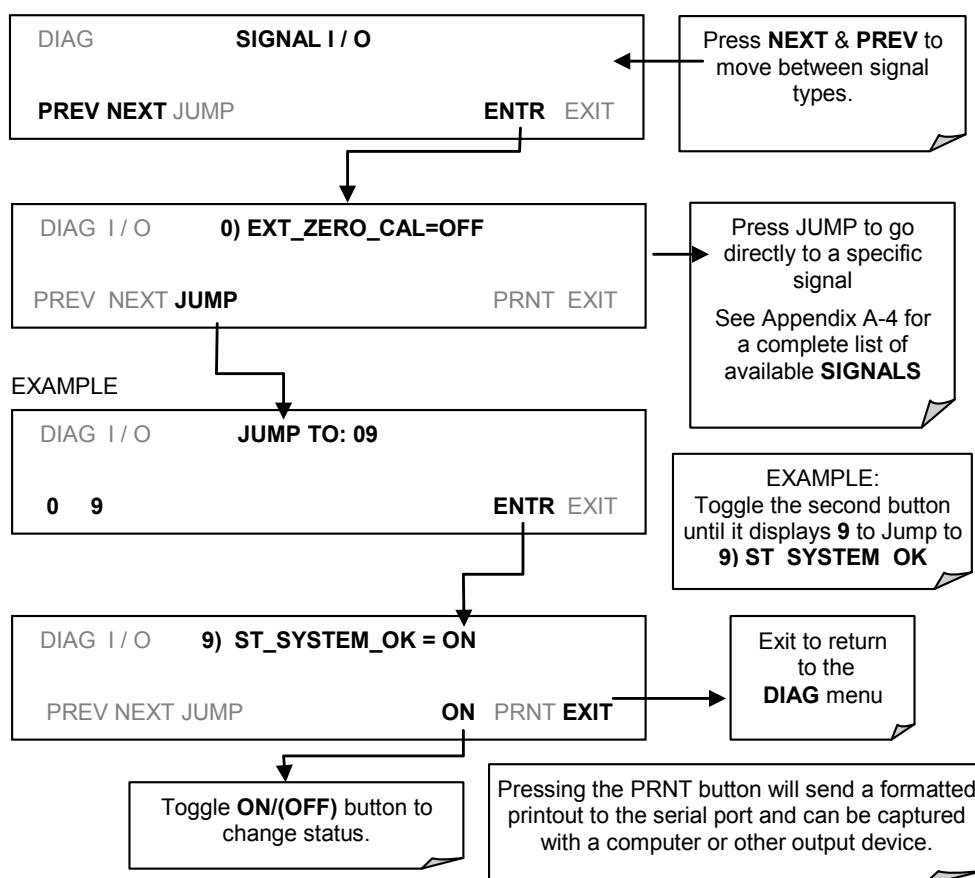 DIAG SIGNAL I / O
PREV NEXT JUMP ENTR EXIT
Press NEXT & PREV to
move between signal
types.
DIAG I / O 0) EXT_ZERO_CAL=OFF
PREV NEXT JUMP PRNT EXIT
Press JUMP to go
directly to a specific
signal
See Appendix A-4 for
a complete list of
available SIGNALS
EXAMPLE
DIAG I / O JUMP TO: 09
0 9 ENTR EXIT
EXAMPLE:
Toggle the second button
until it displays 9 to Jump to
9) ST SYSTEM OK
DIAG I / O 9) ST_SYSTEM_OK = ON
PREV NEXT JUMP ON PRNT EXIT
Exit to return
to the
DIAG menu
Toggle ON/(OFF) button to
change status.
Pressing the PRNT button will send a formatted
printout to the serial port and can be captured
with a computer or other output device.